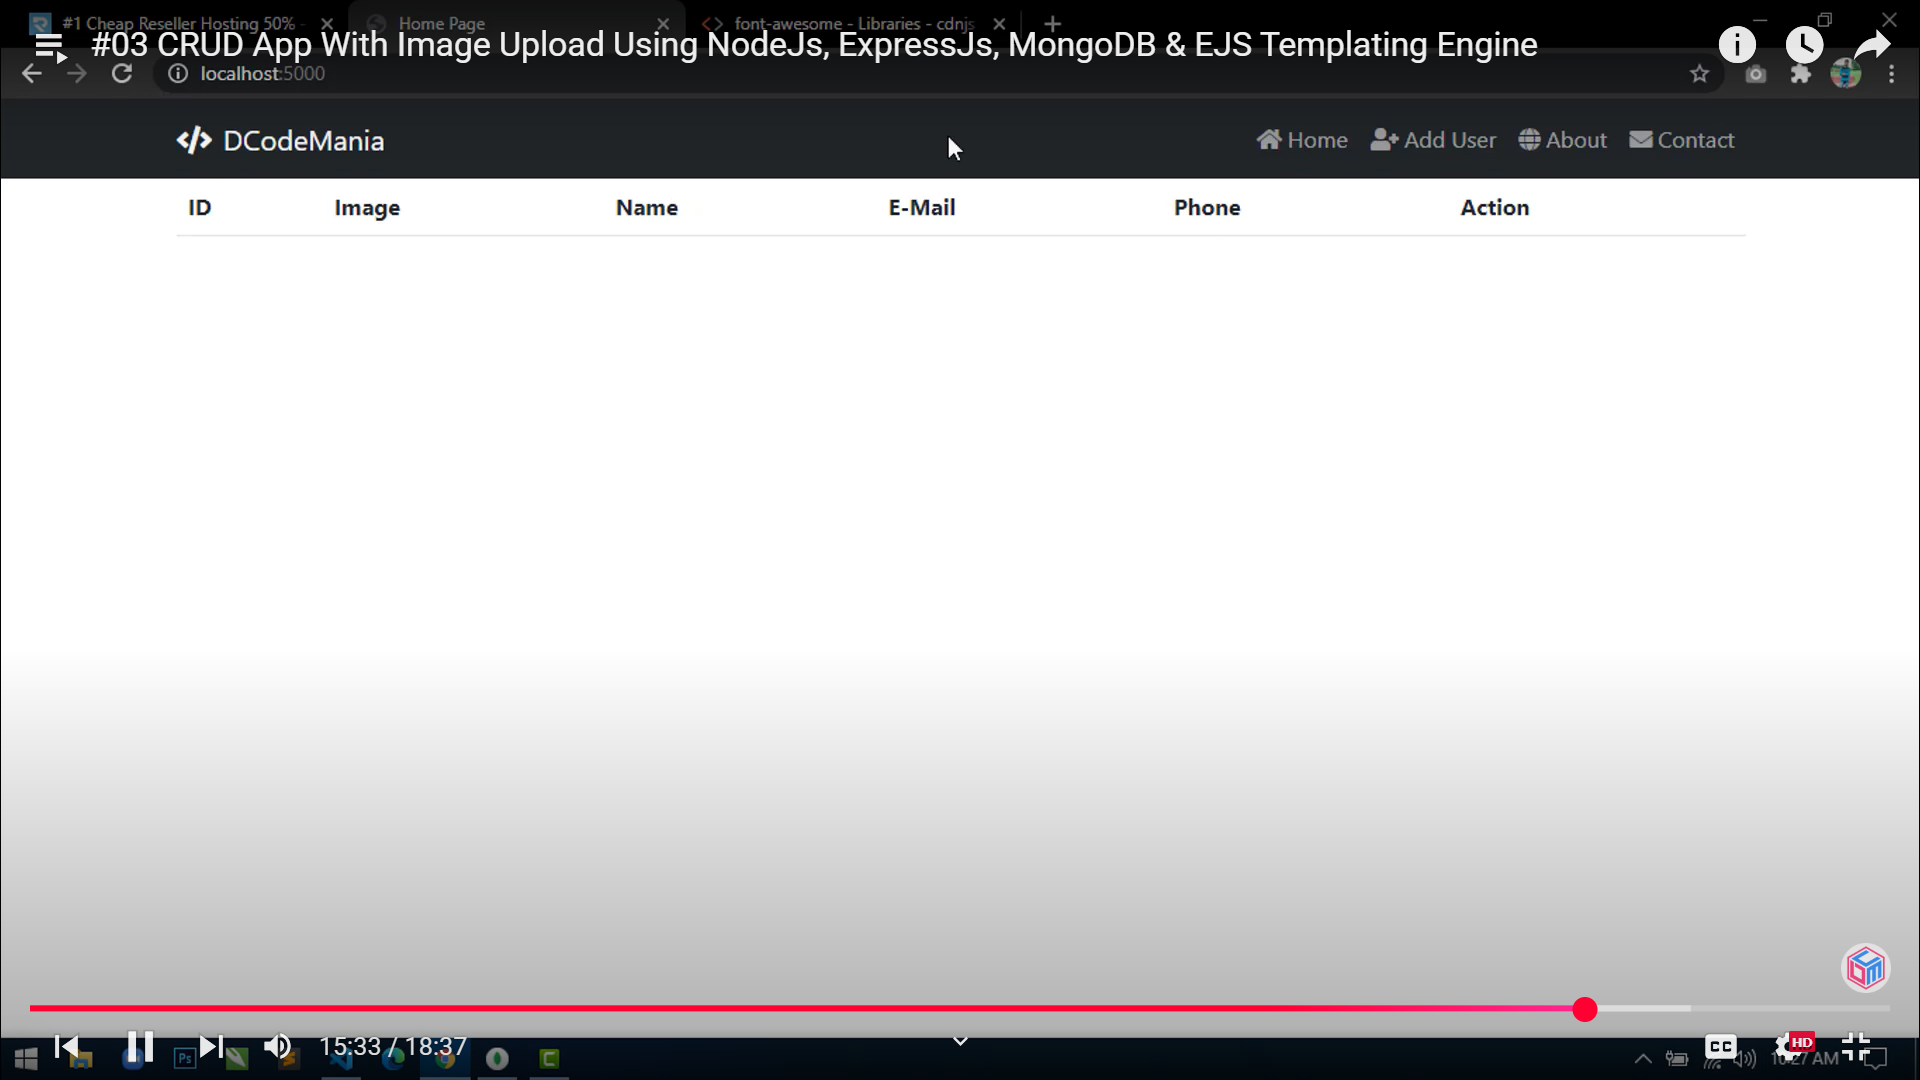 #1 Cheap Reseller Hosting 50% -
Home Page
font-awesome - Libraries - cdnjs
#03 CRUD App With Image Upload Using NodeJs, ExpressJs, MongoDB & EJS Templating Engine
localhost:5000
DCodeMania
Home
Add User
About
Contact
ID Image Name E-Mail Phone Action
15:33 / 18:37
Ps
CC
HD
10:27 AM